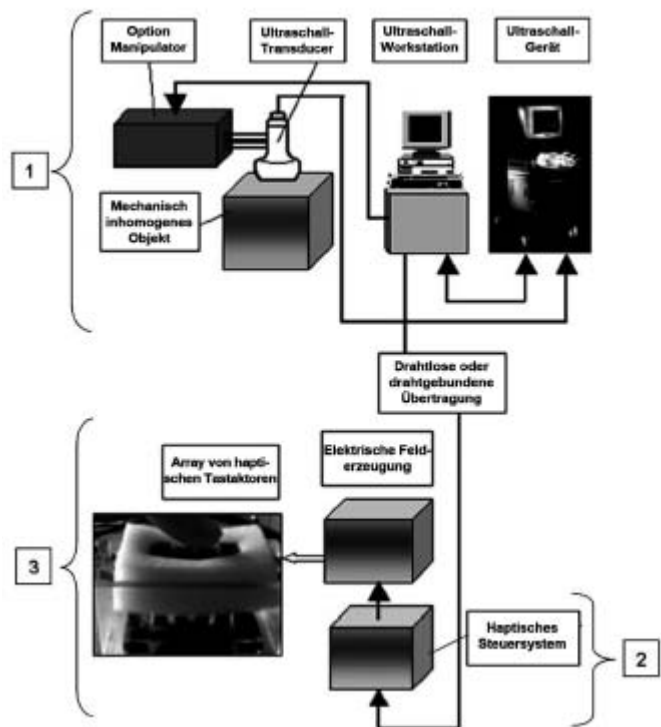 Option
Manipulator
Ultraschall-
Transducer
Ultraschall-
Workstation
Ultraschall-
Gerät
1
Mechanisch
inhomogenes
Objekt
Drahtlose oder
drahtgebundene
Übertragung
Array von hapti-
schen Tastaktoren
Elektrische Feld-
erzeugung
3
Haptisches
Steuersystem
2